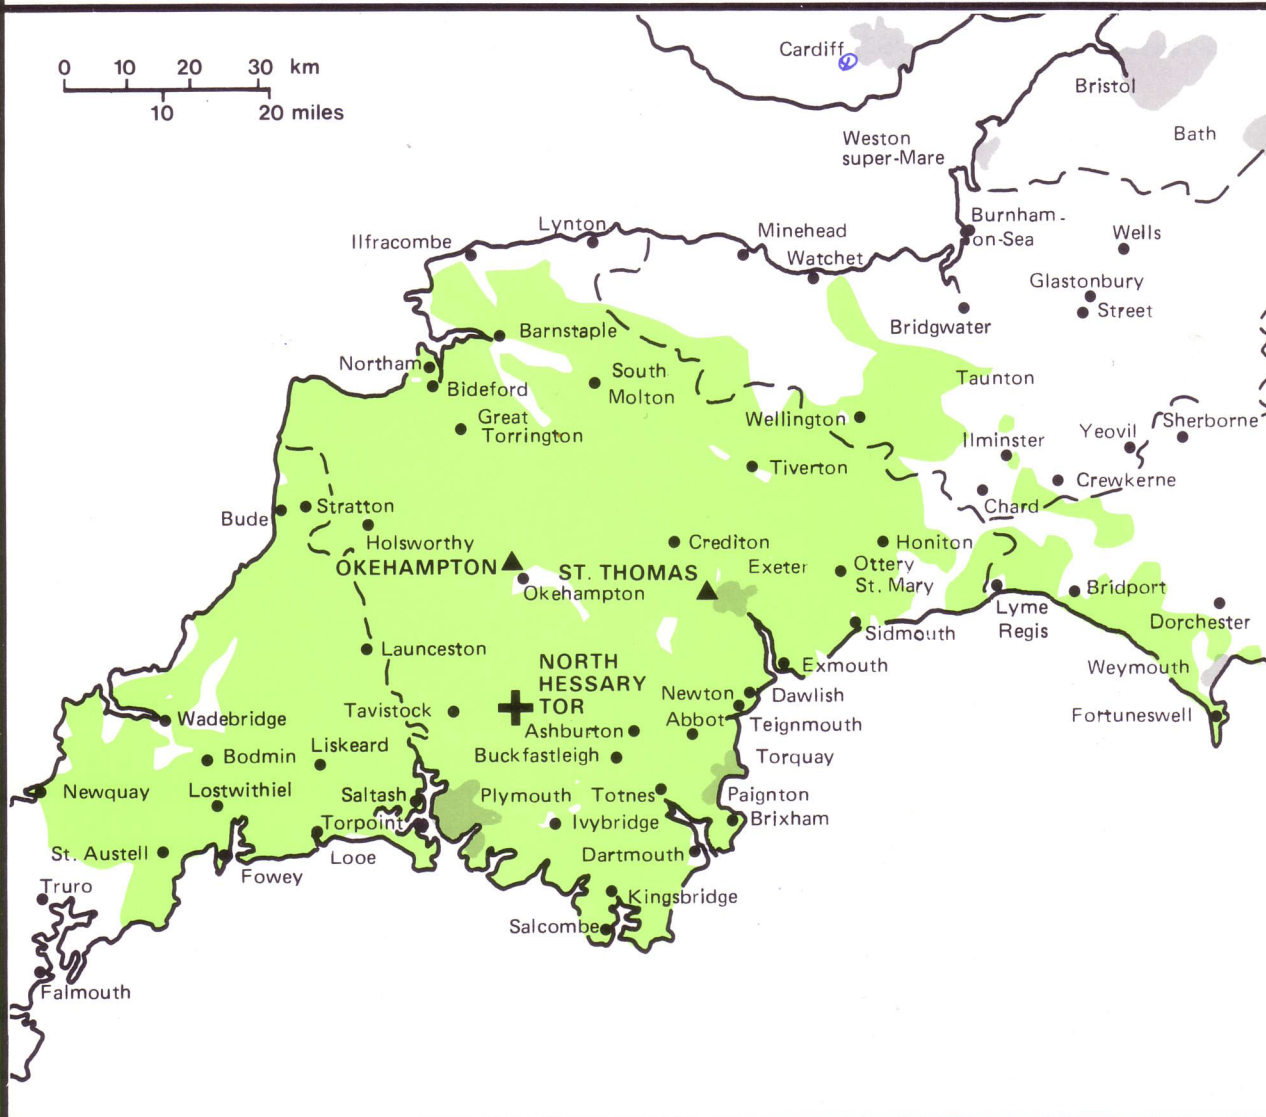 0 10 20 30 km
10 20 miles
Cardiff
Bristol
Bath
Weston
super-Mare
Burnham-
on-Sea
Wells
Lynton
Minehead
Ilfracombe
Watchet
Glastonbury
Street
Bridgwater
Barnstaple
Northam
South
Molton
Bideford
Taunton
Great
Torrington
Wellington
Ilminster
Yeovil
Sherborne
Tiverton
Crewkerne
Chard
Bude
Stratton
Holsworthy
Crediton
Honiton
OKEHAMPTON
ST. THOMAS
Exeter
Ottery
St. Mary
Okehampton
Bridport
Lyme
Regis
Dorchester
Sidmouth
Launceston
NORTH
HESSARY
TOR
Exmouth
Weymouth
Newton
Abbot
Dawlish
Tavistock
Wadebridge
Ashburton
Teignmouth
Fortuneswell
Bodmin
Liskeard
Buckfastleigh
Torquay
Newquay
Lostwithiel
Saltash
Plymouth
Totnes
Paignton
Torpoint
Ivybridge
Brixham
St. Austell
Looe
Dartmouth
Fowey
Truro
Kingsbridge
Salcombe
Falmouth